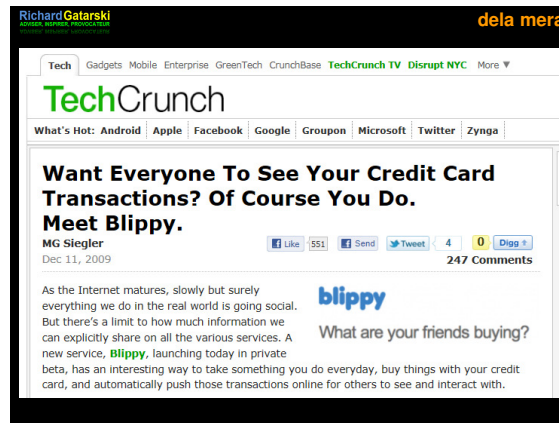 RichardGatarski
ADVISER, INSPIRER, PROVOCATEUR
dela mera
Tech Gadgets Mobile Enterprise GreenTech CrunchBase TechCrunch TV Disrupt NYC More ▼
TechCrunch
What's Hot: Android Apple Facebook Google Groupon Microsoft Twitter Zynga
Want Everyone To See Your Credit Card
Transactions? Of Course You Do.
Meet Blippy.
MG Siegler
Like 551 Send Tweet 4 0 Digg
Dec 11, 2009
247 Comments
As the Internet matures, slowly but surely
everything we do in the real world is going social.
But there's a limit to how much information we
can explicitly share on all the various services. A
new service, Blippy, launching today in private
beta, has an interesting way to take something you do everyday, buy things with your credit
card, and automatically push those transactions online for others to see and interact with.
blippy
What are your friends buying?